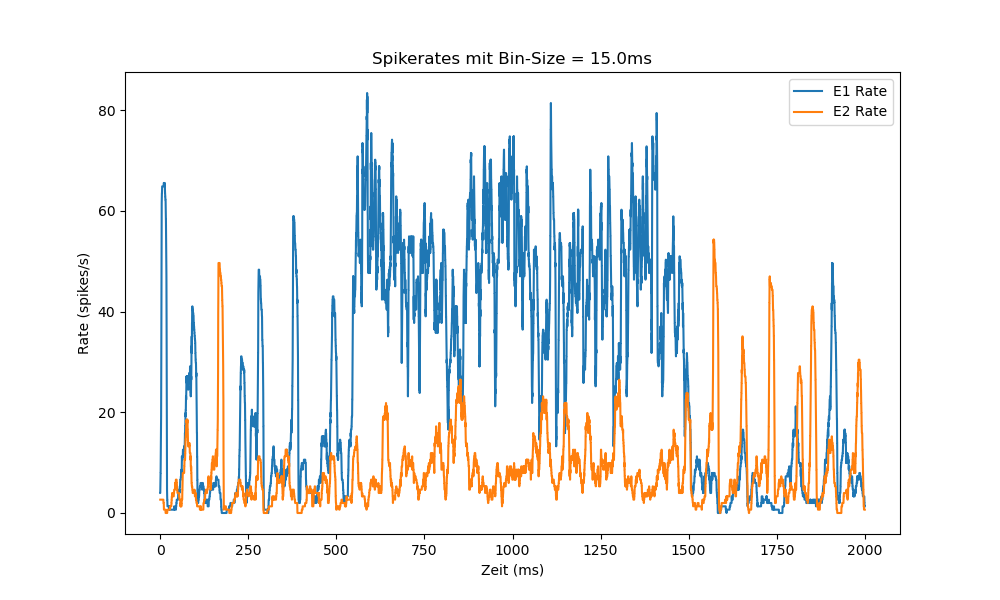 Spikerates mit Bin-Size = 15.0ms
E1 Rate
E2 Rate
Rate (spikes/s)
80
60
40
20
0
0 250 500 750 1000 1250 1500 1750 2000
Zeit (ms)